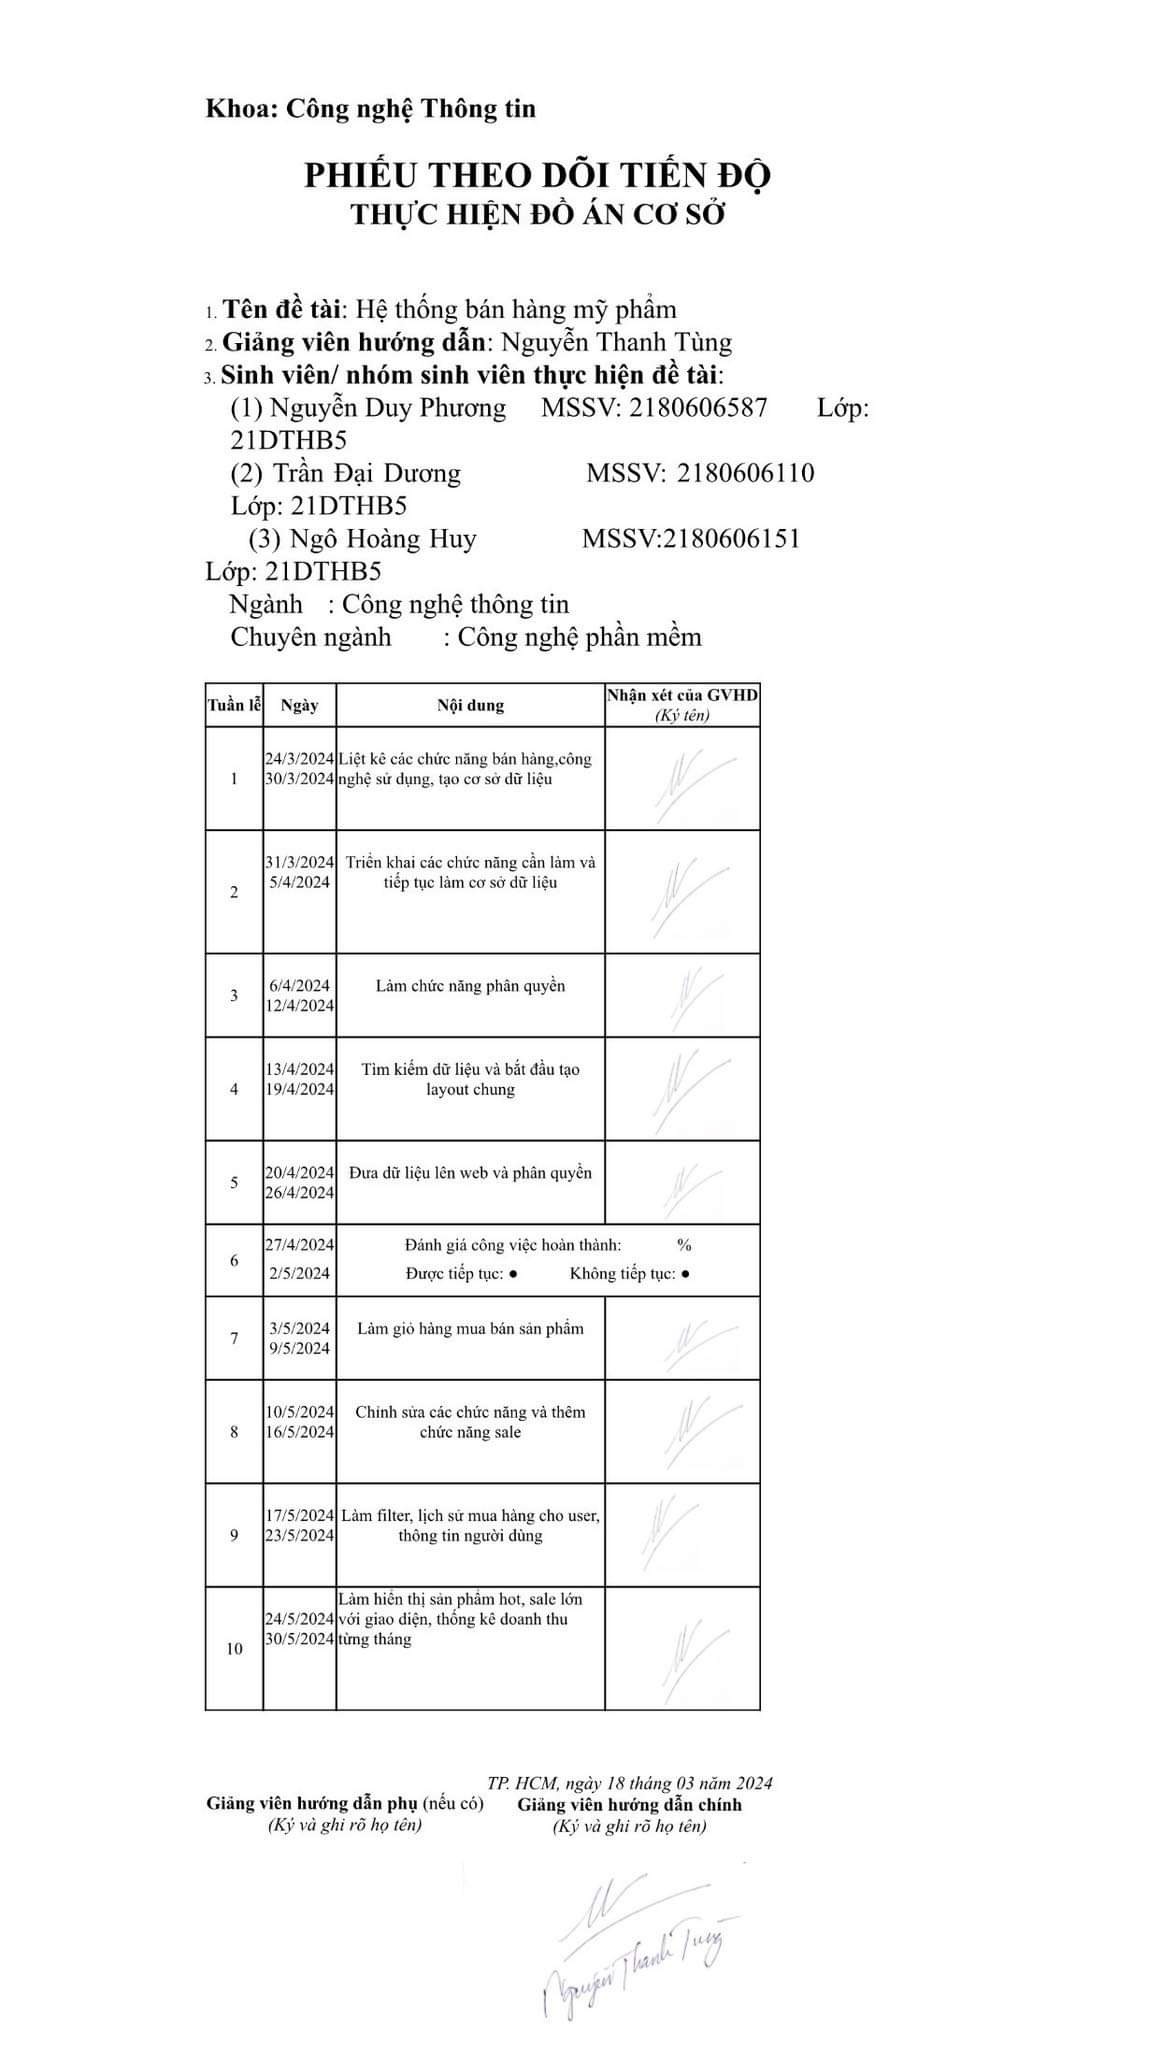 Khoa: Công nghệ Thông tin
PHIẾU THEO DÕI TIẾN ĐỘ
THỰC HIỆN ĐỒ ÁN CƠ SỞ
1. Tên đề tài: Hệ thống bán hàng mỹ phẩm
2. Giảng viên hướng dẫn: Nguyễn Thanh Tùng
3. Sinh viên/ nhóm sinh viên thực hiện đề tài:
(1) Nguyễn Duy Phương MSSV: 2180606587 Lớp:
21DTHB5
(2) Trần Đại Dương MSSV: 2180606110
Lớp: 21DTHB5
(3) Ngô Hoàng Huy MSSV:2180606151
Lớp: 21DTHB5
Ngành : Công nghệ thông tin
Chuyên ngành : Công nghệ phần mềm
Tuần lễ Ngày Nội dung Nhận xét của GVHD
(Ký tên)
24/3/2024 Liệt kê các chức năng bán hàng,công
1 30/3/2024 nghệ sử dụng, tạo cơ sở dữ liệu
31/3/2024 Triển khai các chức năng cần làm và
2 5/4/2024 tiếp tục làm cơ sở dữ liệu
6/4/2024 Làm chức năng phân quyền
3 12/4/2024
13/4/2024 Tìm kiếm dữ liệu và bắt đầu tạo
4 19/4/2024 layout chung
20/4/2024 Đưa dữ liệu lên web và phân quyền
5 26/4/2024
27/4/2024 Đánh giá công việc hoàn thành: %
6 2/5/2024 Được tiếp tục: ● Không tiếp tục: ●
3/5/2024 Làm giỏ hàng mua bán sản phẩm
7 9/5/2024
10/5/2024 Chỉnh sửa các chức năng và thêm
8 16/5/2024 chức năng sale
17/5/2024 Làm filter, lịch sử mua hàng cho user,
9 23/5/2024 thông tin người dùng
Làm hiển thị sản phẩm hot, sale lớn
24/5/2024 với giao diện, thống kê doanh thu
10 30/5/2024 từng tháng
TP. HCM, ngày 18 tháng 03 năm 2024
Giảng viên hướng dẫn phụ (nếu có) Giảng viên hướng dẫn chính
(Ký và ghi rõ họ tên) (Ký và ghi rõ họ tên)
Nguyễn Thanh Tùng